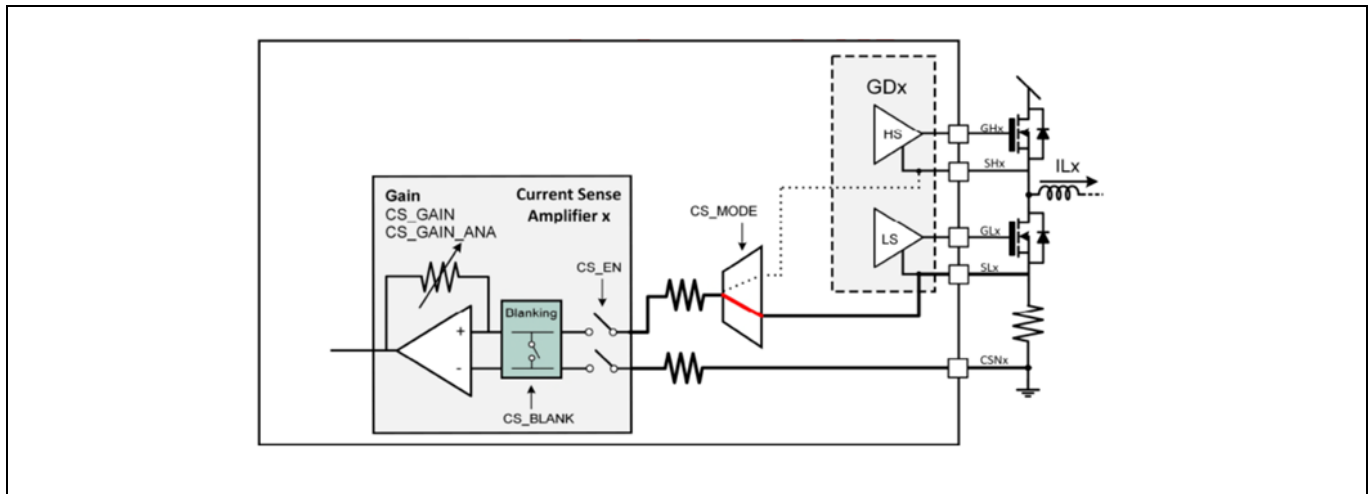 GDx
HS
GHx
SHx
ILx
Gain
CS_GAIN
CS_GAIN_ANA
Current Sense
Amplifier x
CS_MODE
LS
GLx
SLx
CS_EN
Blanking
+
-
CS_BLANK
CSNx